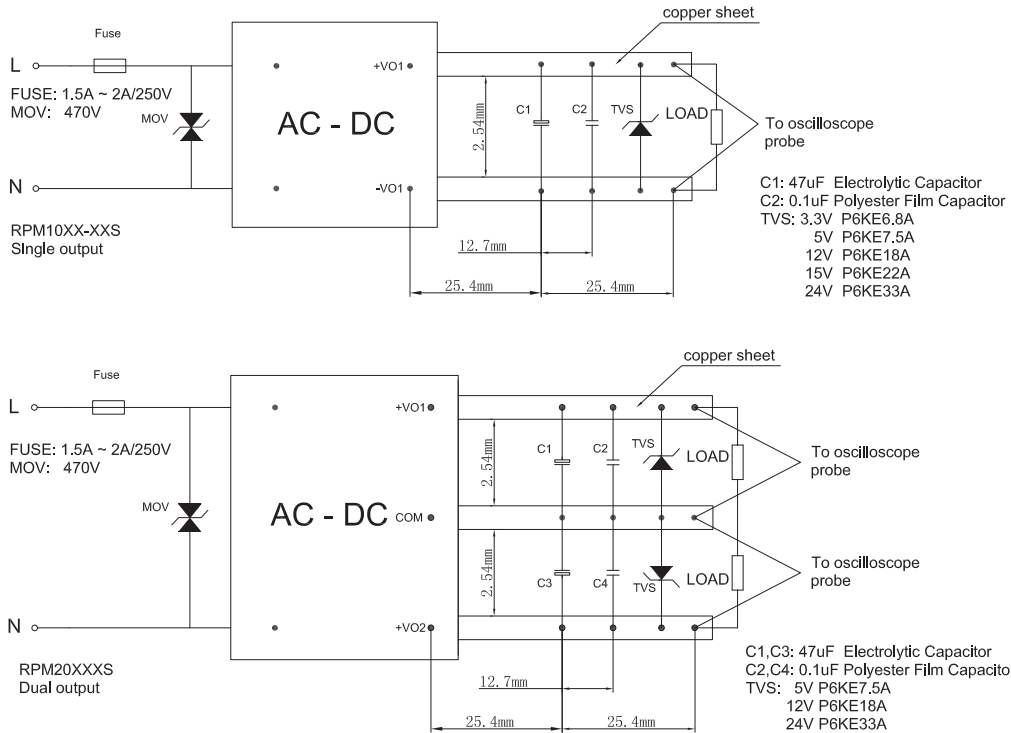 copper sheet
Fuse
L
+VO1
FUSE: 1.5A ~ 2A/250V
MOV: 470V
MOV
AC - DC
2.54mm
C1
C2
TVS
LOAD
To oscilloscope
probe
N
-VO1
C1: 47uF Electrolytic Capacitor
C2: 0.1uF Polyester Film Capacitor
TVS: 3.3V P6KE6.8A
5V P6KE7.5A
12V P6KE18A
15V P6KE22A
24V P6KE33A
RPM10XX-XXS
SIngle output
12.7mm
25.4mm
25.4mm
copper sheet
Fuse
L
+VO1
FUSE: 1.5A ~ 2A/250V
MOV: 470V
MOV
AC - DC
COM
2.54mm
C1
C2
TVS
LOAD
To oscilloscope
probe
2.54mm
C3
C4
TVS
LOAD
To oscilloscope
probe
N
+VO2
RPM20XXXS
Dual output
C1,C3: 47uF Electrolytic Capacitor
C2,C4: 0.1uF Polyester Film Capacito
TVS: 5V P6KE7.5A
12V P6KE18A
24V P6KE33A
12.7mm
25.4mm
25.4mm